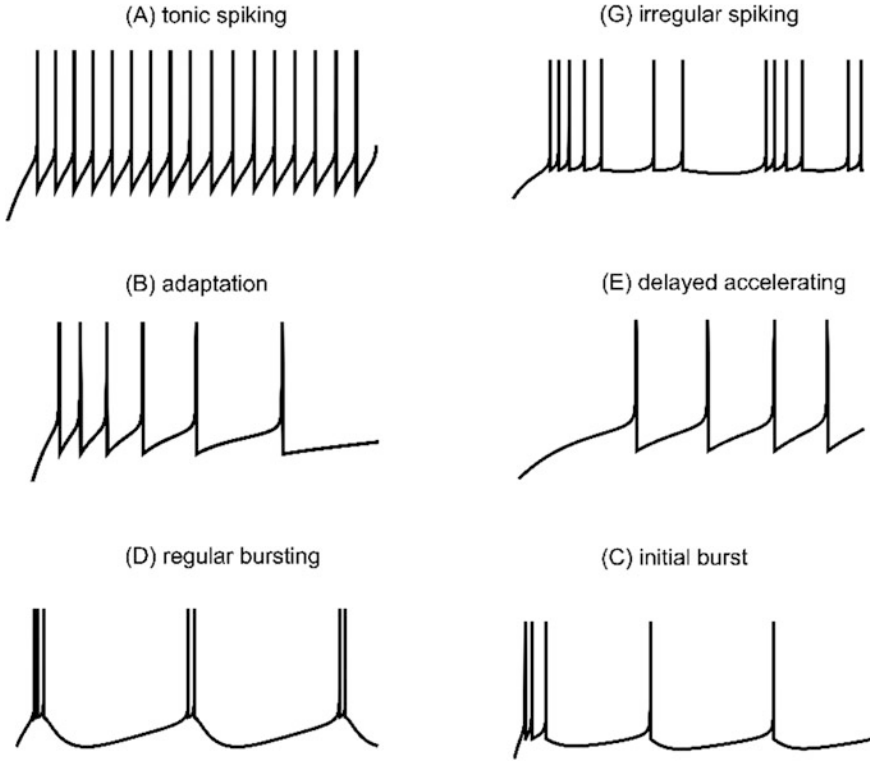 (A) tonic spiking
(G) irregular spiking
(B) adaptation
(E) delayed accelerating
(D) regular bursting
(C) initial burst